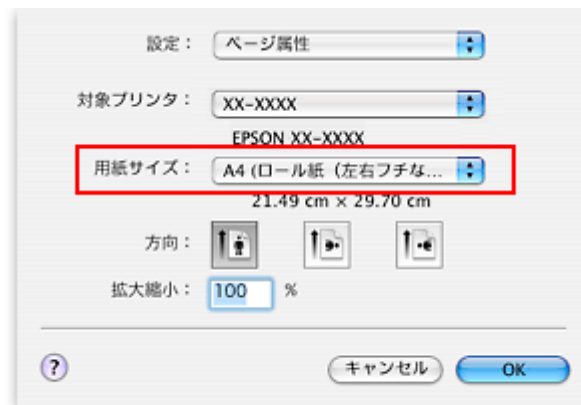 設定： ページ属性
対象プリンタ： XX-XXXX
EPSON XX-XXXX
用紙サイズ： A4 (ロール紙（左右フチな...
21.49 cm × 29.70 cm
方向：
拡大縮小： 100 %
? キャンセル OK